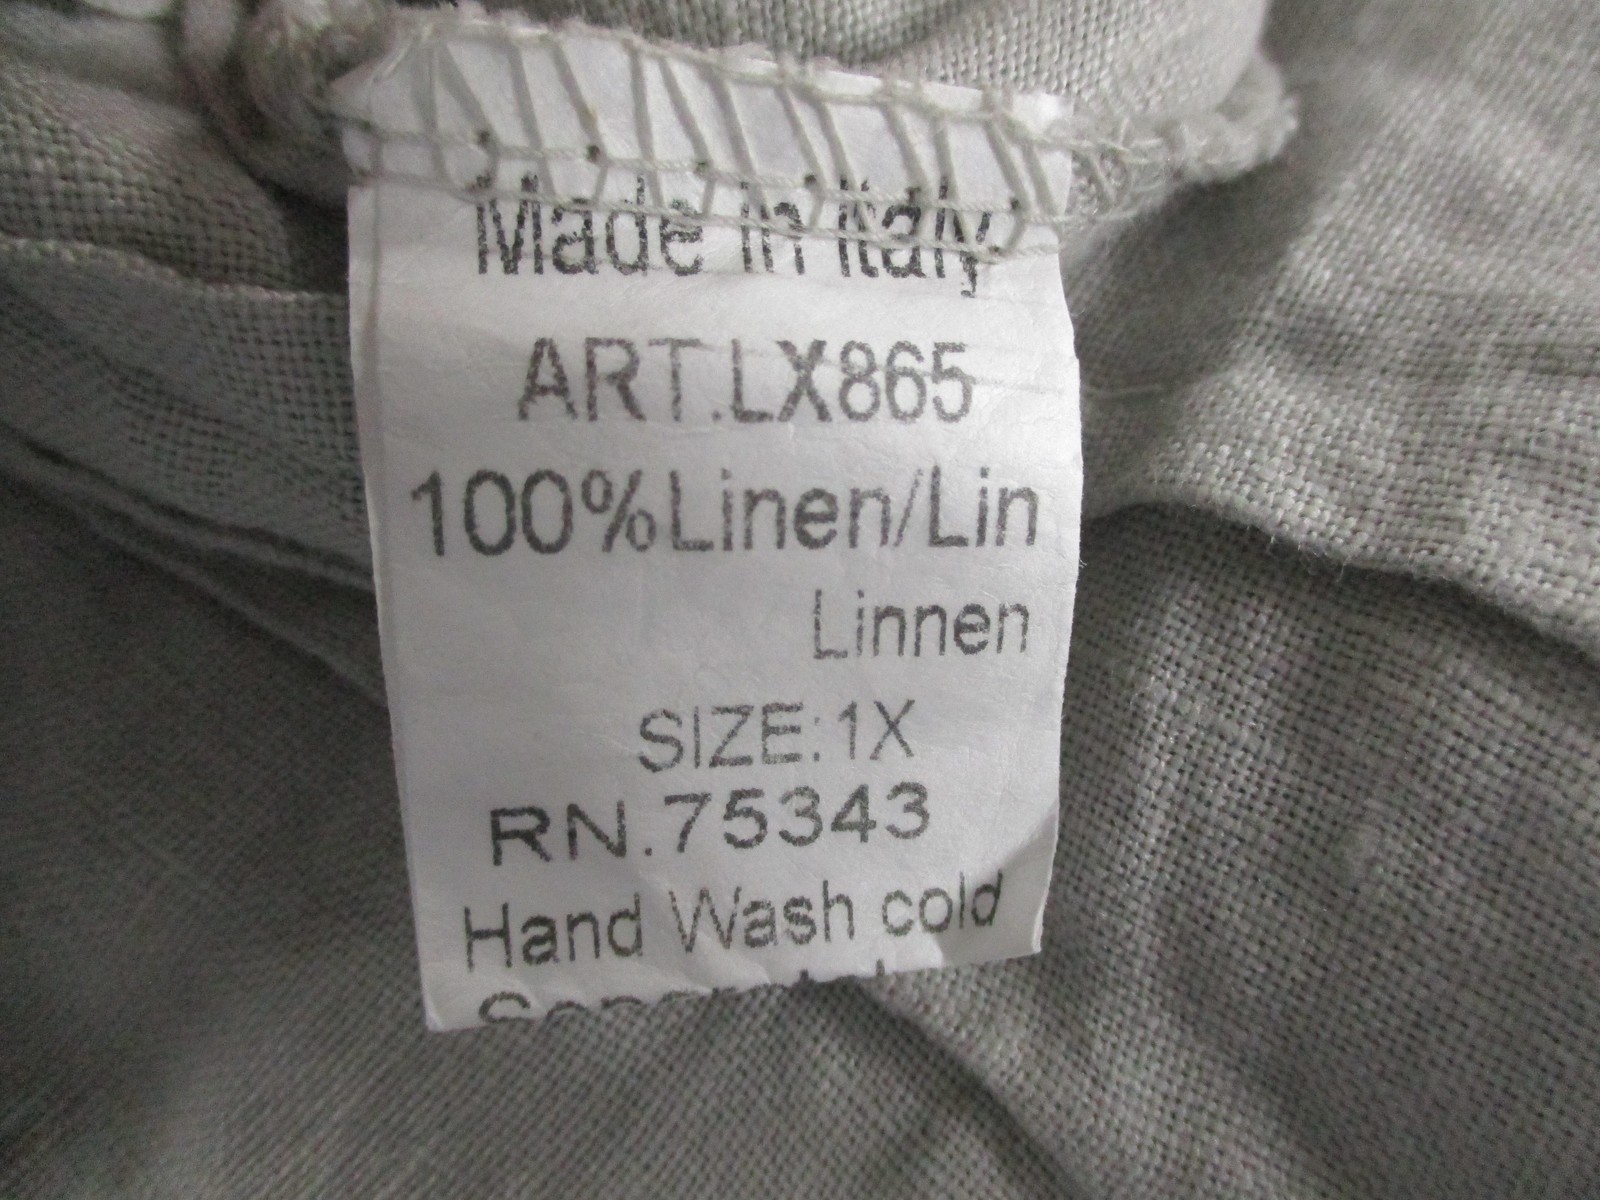 Made in Italy
ART.LX865
100%Linen/Lin
Linnen
SIZE:1X
RN.75343
Hand Wash cold